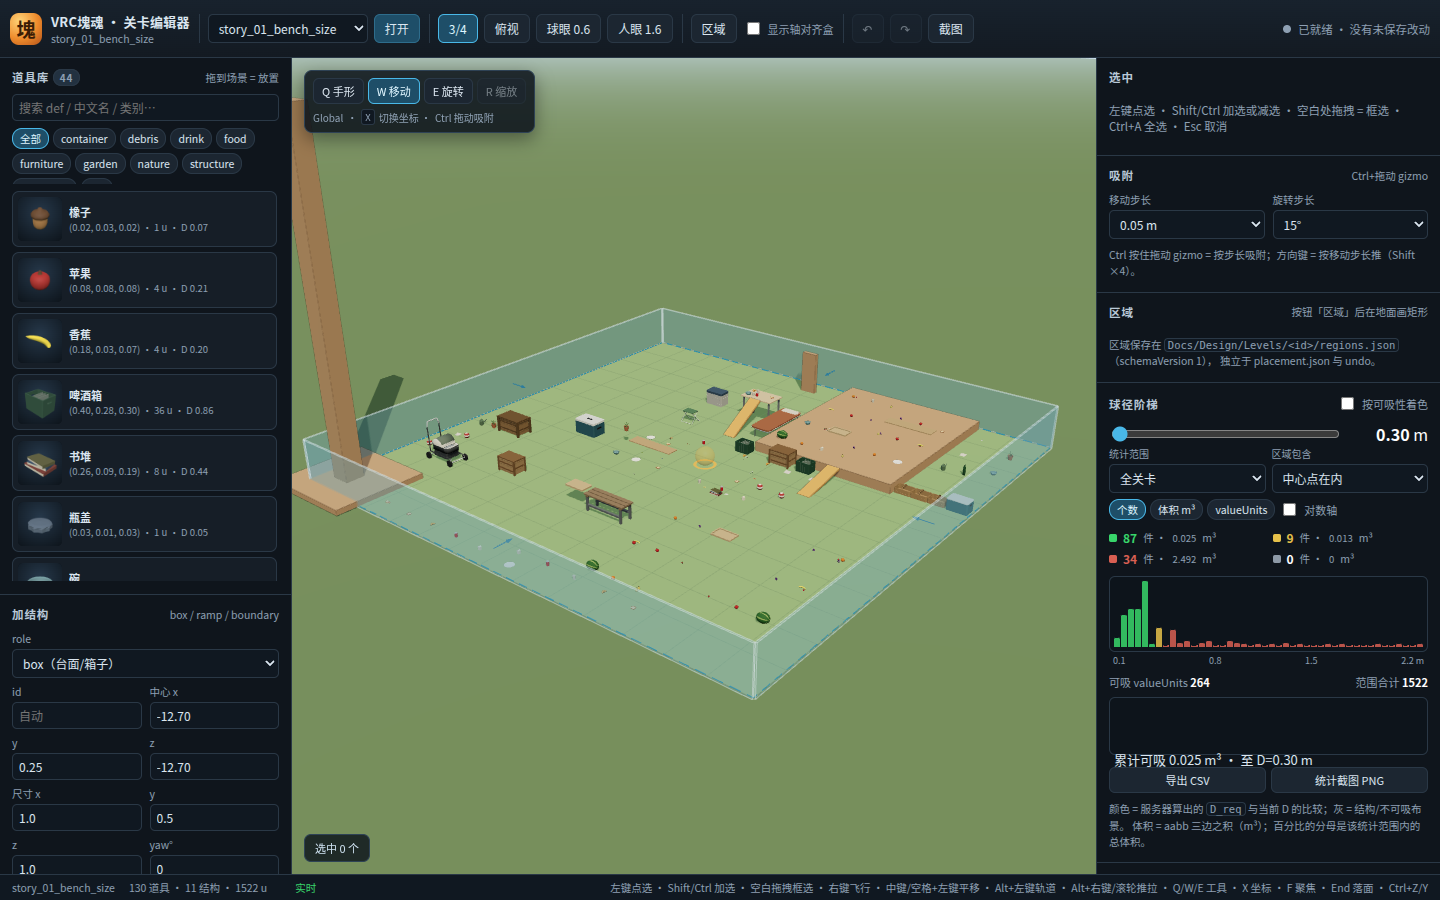 塊 VRC塊魂 · 关卡编辑器
story_01_bench_size
story_01_bench_size 打开 3/4 俯视 球眼 0.6 人眼 1.6 区域 显示轴对齐盒 ↶ ↷ 截图 已就绪 · 没有未保存改动
道具库 44 拖到场景 = 放置
搜索 def / 中文名 / 类别…
全部 container debris drink food
furniture garden nature structure
橡子
(0.02, 0.03, 0.02) · 1 u · D 0.07
苹果
(0.08, 0.08, 0.08) · 4 u · D 0.21
香蕉
(0.18, 0.03, 0.07) · 4 u · D 0.20
啤酒箱
(0.40, 0.28, 0.30) · 36 u · D 0.86
书堆
(0.26, 0.09, 0.19) · 8 u · D 0.44
瓶盖
(0.03, 0.01, 0.03) · 1 u · D 0.05
碗
加结构 box / ramp / boundary
role
box（台面/箱子）
id 中心 x
自动 -12.70
y z
0.25 -12.70
尺寸 x y
1.0 0.5
z yaw°
1.0 0
Q 手形 W 移动 E 旋转 R 缩放
Global · X 切换坐标 · Ctrl 拖动吸附
选中 0 个
选中
左键点选 · Shift/Ctrl 加选或减选 · 空白处拖拽 = 框选 ·
Ctrl+A 全选 · Esc 取消
吸附 Ctrl+拖动 gizmo
移动步长 旋转步长
0.05 m 15°
Ctrl 按住拖动 gizmo = 按步长吸附；方向键 = 按移动步长推（Shift
×4）。
区域 按钮「区域」后在地面画矩形
区域保存在 Docs/Design/Levels/<id>/regions.json
（schemaVersion 1），独立于 placement.json 与 undo。
球径阶梯 按可吸性着色
0.30 m
统计范围 区域包含
全关卡 中心点在内
个数 体积 m³ valueUnits 对数轴
87 件 · 0.025 m³ 9 件 · 0.013 m³
34 件 · 2.492 m³ 0 件 · 0 m³
0.1 0.8 1.5 2.2 m
可吸 valueUnits 264 范围合计 1522
累计可吸 0.025 m³ · 至 D=0.30 m
导出 CSV 统计截图 PNG
颜色 = 服务器算出的 D_req 与当前 D 的比较；灰 = 结构/不可吸布
景。 体积 = aabb 三边之积（m³）；百分比的分母是该统计范围内的
总体积。
story_01_bench_size 130 道具 · 11 结构 · 1522 u 实时 左键点选 · Shift/Ctrl 加选 · 空白拖拽框选 · 右键飞行 · 中键/空格+左键平移 · Alt+左键轨道 · Alt+右键/滚轮推拉 · Q/W/E 工具 · X 坐标 · F 聚焦 · End 落面 · Ctrl+Z/Y